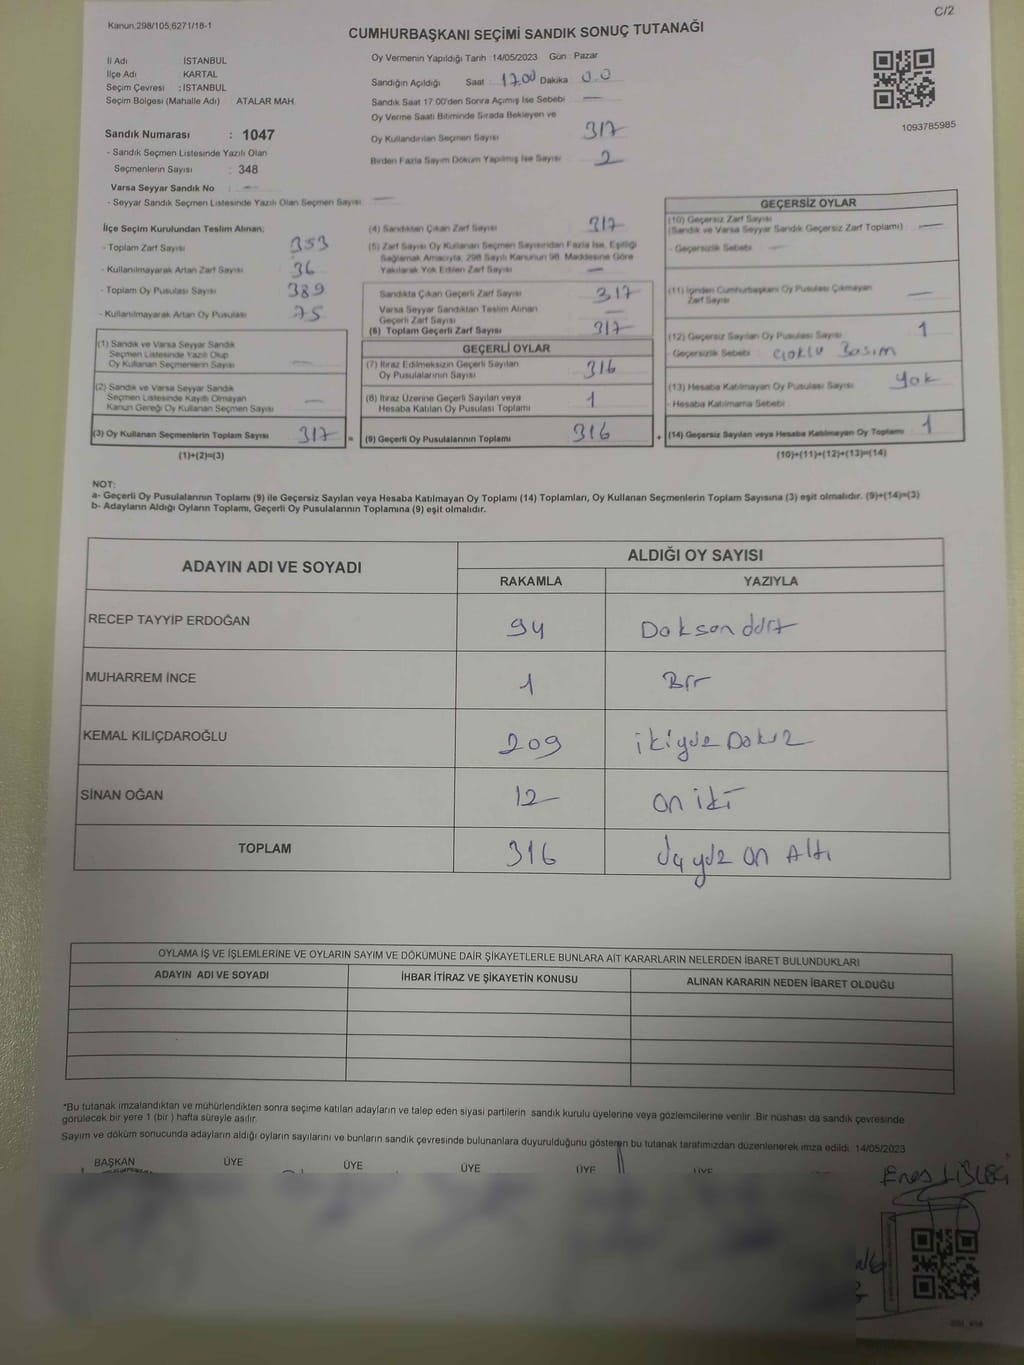 Kanun.298/105;6271/18-1
C/2
CUMHURBAŞKANI SEÇİMİ SANDIK SONUÇ TUTANAĞI
İl Adı İSTANBUL
İlçe Adı KARTAL
Seçim Çevresi : İSTANBUL
Seçim Bölgesi (Mahalle Adı) ATALAR MAH.
Sandık Numarası : 1047
- Sandık Seçmen Listesinde Yazılı Olan
Seçmenlerin Sayısı : 348
Varsa Seyyar Sandık No : —
- Seyyar Sandık Seçmen Listesinde Yazılı Olan Seçmen Sayısı —
Oy Vermenin Yapıldığı Tarih :14/05/2023 Gün : Pazar
Sandığın Açıldığı Saat : 17.00 Dakika 0.0
Sandık Saat 17:00'den Sonra Açımış İse Sebebi —
Oy Verme Saati Bitiminde Sırada Bekleyen ve
Oy Kullandırılan Seçmen Sayısı 317
Birden Fazla Sayım Döküm Yapılmış İse Sayısı 2
1093785985
İlçe Seçim Kurulundan Teslim Alınan;
- Toplam Zarf Sayısı 353
- Kullanılmayarak Artan Zarf Sayısı 36
- Toplam Oy Pusulası Sayısı 389
- Kullanılmayarak Artan Oy Pusulası 75
(1) Sandık ve Varsa Seyyar Sandık
Seçmen Listesinde Yazılı Olup
Oy Kullanan Seçmenlerin Sayısı —
(2) Sandık ve Varsa Seyyar Sandık
Seçmen Listesinde Kayıtlı Olmayan
Kanun Gereği Oy Kullanan Seçmen Sayısı —
(3) Oy Kullanan Seçmenlerin Toplam Sayısı 317 =
(1)+(2)=(3)
(4) Sandıktan Çıkan Zarf Sayısı 317
(5) Zarf Sayısı Oy Kullanan Seçmen Sayısından Fazla İse, Eşitliği
Sağlamak Amacıyla, 298 Sayılı Kanunun 98. Maddesine Göre
Yakılarak Yok Edilen Zarf Sayısı —
Sandıkta Çıkan Geçerli Zarf Sayısı 317
Varsa Seyyar Sandıktan Teslim Alınan
Geçerli Zarf Sayısı —
(6) Toplam Geçerli Zarf Sayısı 317
GEÇERLİ OYLAR
(7) İtiraz Edilmeksizin Geçerli Sayılan
Oy Pusulalarının Sayısı 316
(8) İtiraz Üzerine Geçerli Sayılan veya
Hesaba Katılan Oy Pusulası Toplamı 1
(9) Geçerli Oy Pusulalarının Toplamı 316 +
GEÇERSİZ OYLAR
(10) Geçersiz Zarf Sayısı
(Sandık ve Varsa Seyyar Sandık Geçersiz Zarf Toplamı) —
- Geçersizlik Sebebi : —
(11) İçinden Cumhurbaşkanı Oy Pusulası Çıkmayan
Zarf Sayısı —
(12) Geçersiz Sayılan Oy Pusulası Sayısı 1
- Geçersizlik Sebebi : Çoklu Basım
(13) Hesaba Katılmayan Oy Pusulası Sayısı Yok
- Hesaba Katılmama Sebebi :
(14) Geçersiz Sayılan veya Hesaba Katılmayan Oy Toplamı 1
(10)+(11)+(12)+(13)=(14)
NOT:
a- Geçerli Oy Pusulalarının Toplamı (9) ile Geçersiz Sayılan veya Hesaba Katılmayan Oy Toplamı (14) Toplamları, Oy Kullanan Seçmenlerin Toplam Sayısına (3) eşit olmalıdır. (9)+(14)=(3)
b- Adayların Aldığı Oyların Toplamı, Geçerli Oy Pusulalarının Toplamına (9) eşit olmalıdır.
ADAYIN ADI VE SOYADI ALDIĞI OY SAYISI
RAKAMLA YAZIYLA
RECEP TAYYİP ERDOĞAN 94 Doksan dört
MUHARREM İNCE 1 Bir
KEMAL KILIÇDAROĞLU 209 ikiyüz Dokuz
SİNAN OĞAN 12 on iki
TOPLAM 316 üçyüz on Altı
OYLAMA İŞ VE İŞLEMLERİNE VE OYLARIN SAYIM VE DÖKÜMÜNE DAİR ŞİKAYETLERLE BUNLARA AİT KARARLARIN NELERDEN İBARET BULUNDUKLARI
ADAYIN ADI VE SOYADI İHBAR İTİRAZ VE ŞİKAYETİN KONUSU ALINAN KARARIN NEDEN İBARET OLDUĞU
*Bu tutanak imzalandıktan ve mühürlendikten sonra seçime katılan adayların ve talep eden siyasi partilerin sandık kurulu üyelerine veya gözlemcilerine verilir. Bir nüshası da sandık çevresinde
görülecek bir yere 1 (bir ) hafta süreyle asılır.
Sayım ve döküm sonucunda adayların aldığı oyların sayılarını ve bunların sandık çevresinde bulunanlara duyurulduğunu gösteren bu tutanak tarafımızdan düzenlenerek imza edildi. 14/05/2023
BAŞKAN ÜYE ÜYE ÜYE ÜYE ÜYE